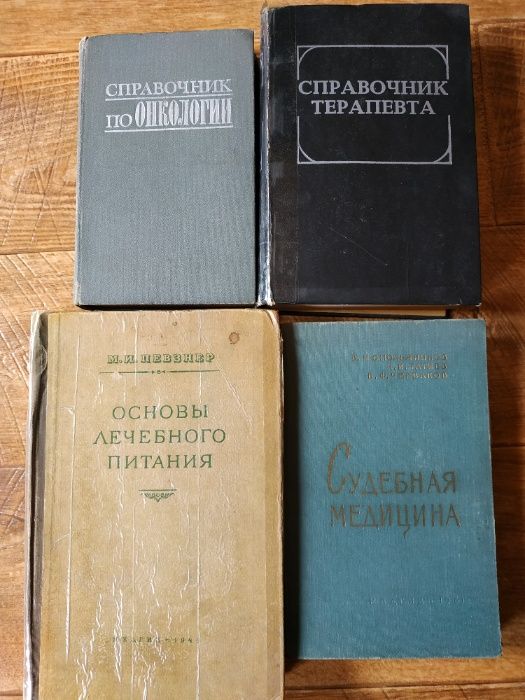 СПРАВОЧНИК
ПО ОНКОЛОГИИ
СПРАВОЧНИК
ТЕРАПЕВТА
М.И.ПЕВЗНЕР
ОСНОВЫ
ЛЕЧЕБНОГО
ПИТАНИЯ
СУДЕБНАЯ
МЕДИЦИНА